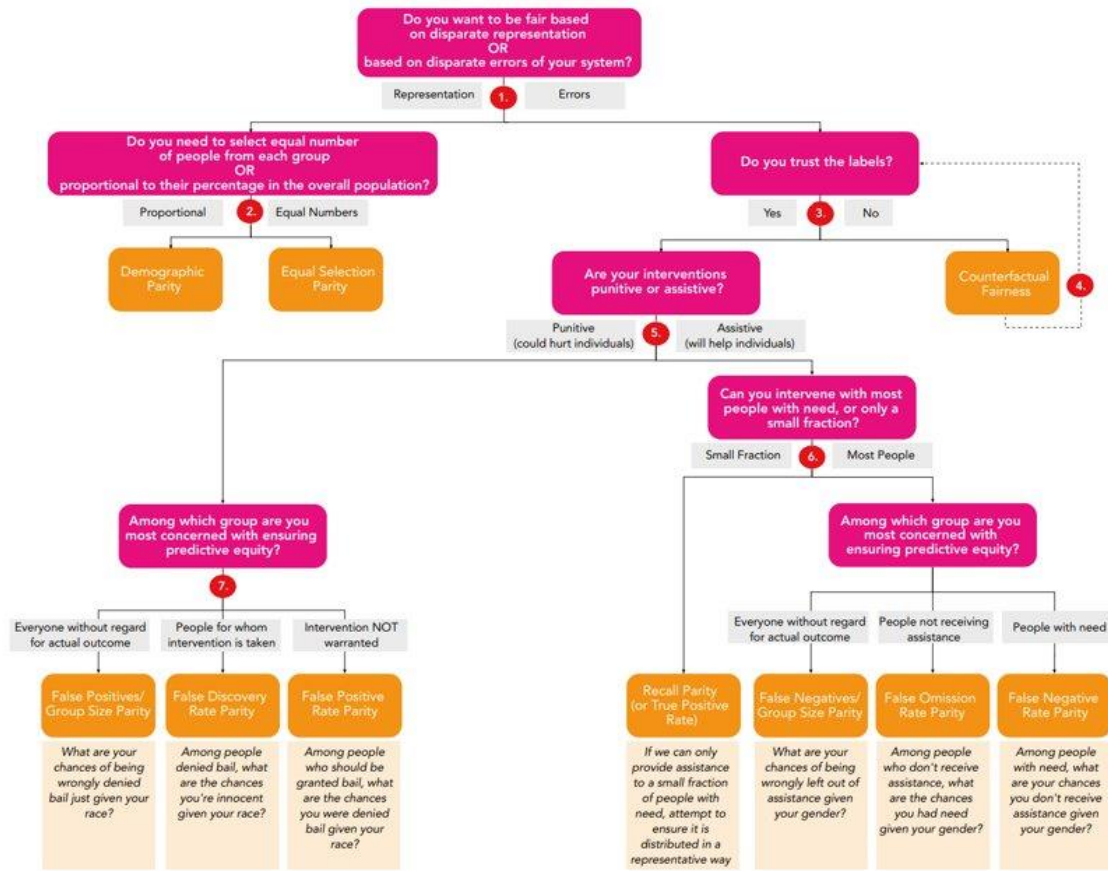 Do you want to be fair based
on disparate representation
OR
based on disparate errors of your system?
Representation
1.
Errors
Do you need to select equal number
of people from each group
OR
proportional to their percentage in the overall population?
Do you trust the labels?
Proportional
2.
Equal Numbers
Yes
3.
No
Demographic
Parity
Equal Selection
Parity
Are your interventions
punitive or assistive?
Counterfactual
Fairness
4.
Punitive
(could hurt individuals)
5.
Assistive
(will help individuals)
Can you intervene with most
people with need, or only a
small fraction?
Small Fraction
6.
Most People
Among which group are you
most concerned with ensuring
predictive equity?
7.
Among which group are you
most concerned with
ensuring predictive equity?
Everyone without regard
for actual outcome
People for whom
intervention is taken
Intervention NOT
warranted
Everyone without regard
for actual outcome
People not receiving
assistance
People with need
False Positives/
Group Size Parity
False Discovery
Rate Parity
False Positive
Rate Parity
Recall Parity
(or True Positive
Rate)
False Negatives/
Group Size Parity
False Omission
Rate Parity
False Negative
Rate Parity
What are your
chances of being
wrongly denied
bail just given your
race?
Among people
denied bail, what
are the chances
you're innocent
given your race?
Among people
who should be
granted bail, what
are the chances
you were denied
bail given your
race?
If we can only
provide assistance
to a small fraction
of people with
need, attempt to
ensure it is
distributed in a
representative way
What are your
chances of being
wrongly left out of
assistance given
your gender?
Among people
who don't receive
assistance, what
are the chances
you had need
given your gender?
Among people
with need, what
are your chances
you don't receive
assistance given
your gender?